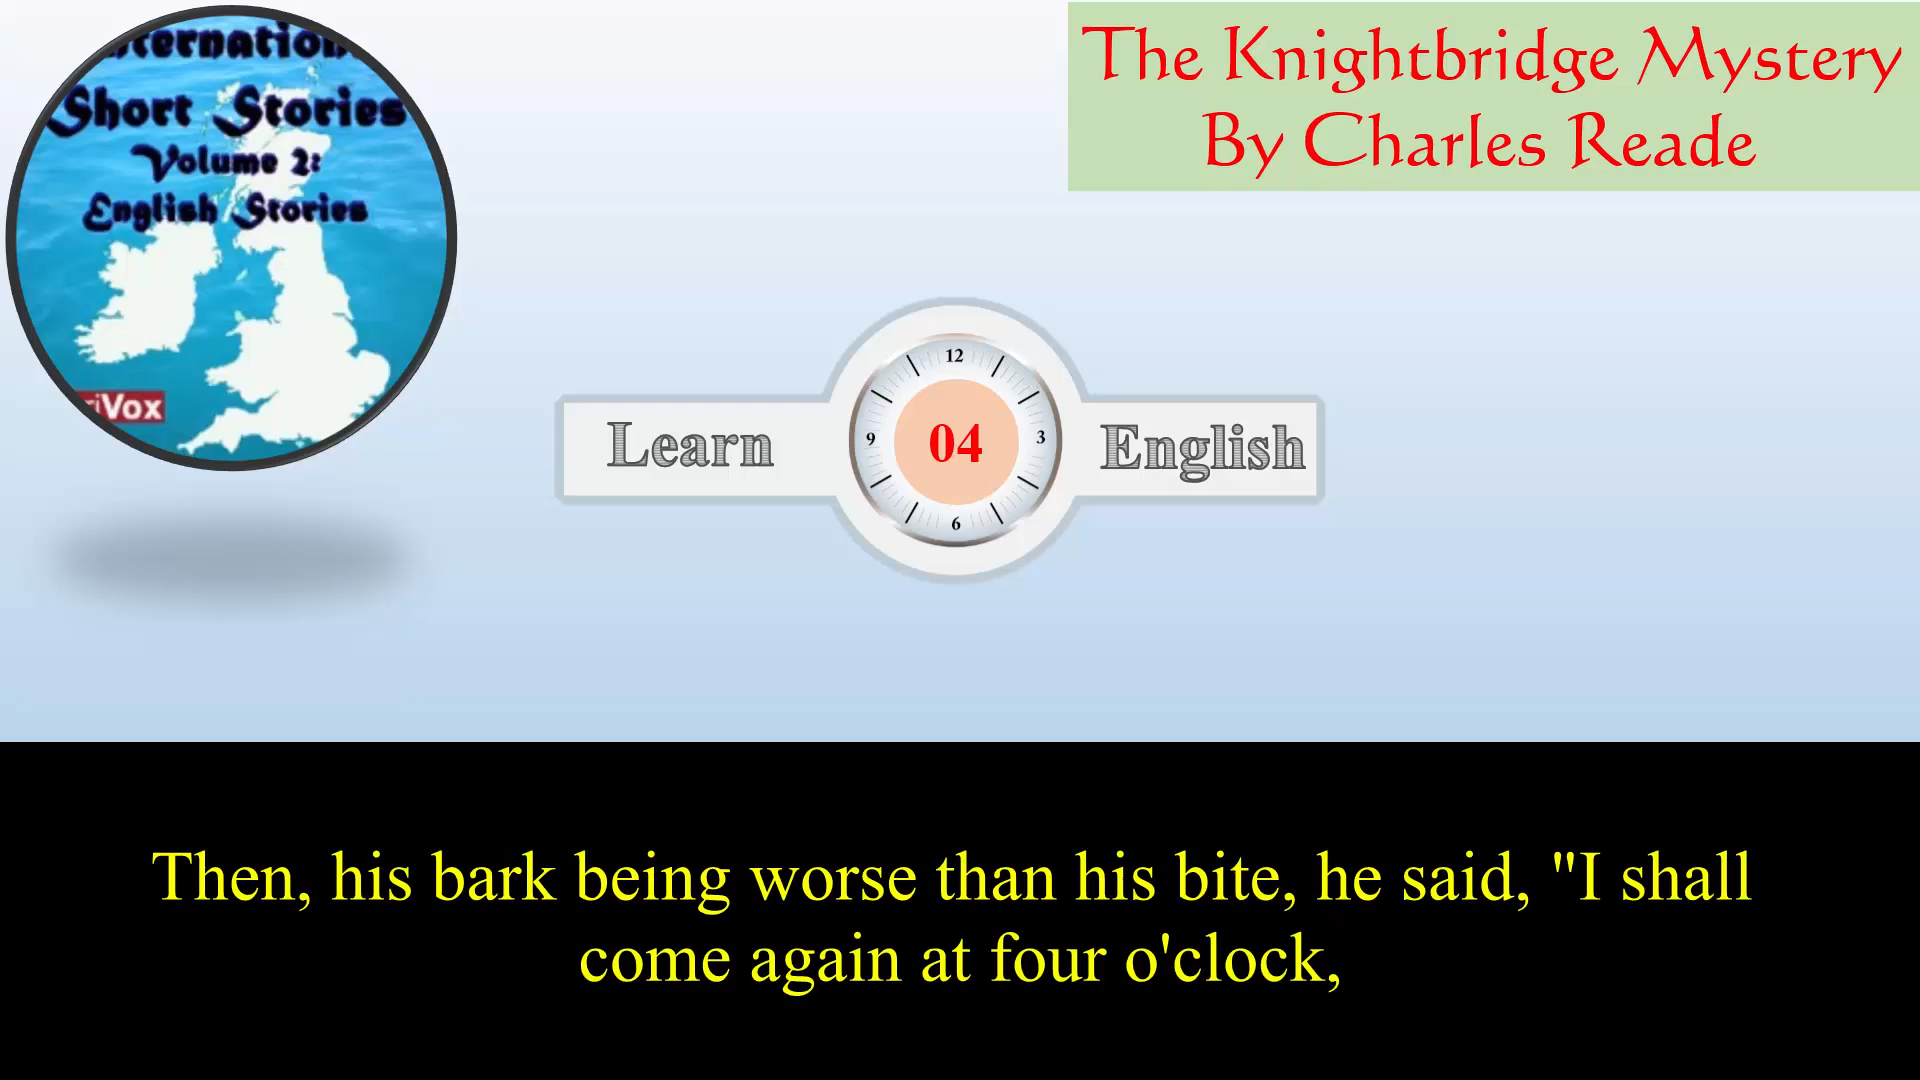 Short Stories
Volume 2:
English Stories
Vox
The Knightbridge Mystery
By Charles Reade
12
9
3
6
04
Learn
English
Then, his bark being worse than his bite, he said, "I shall
come again at four o'clock,